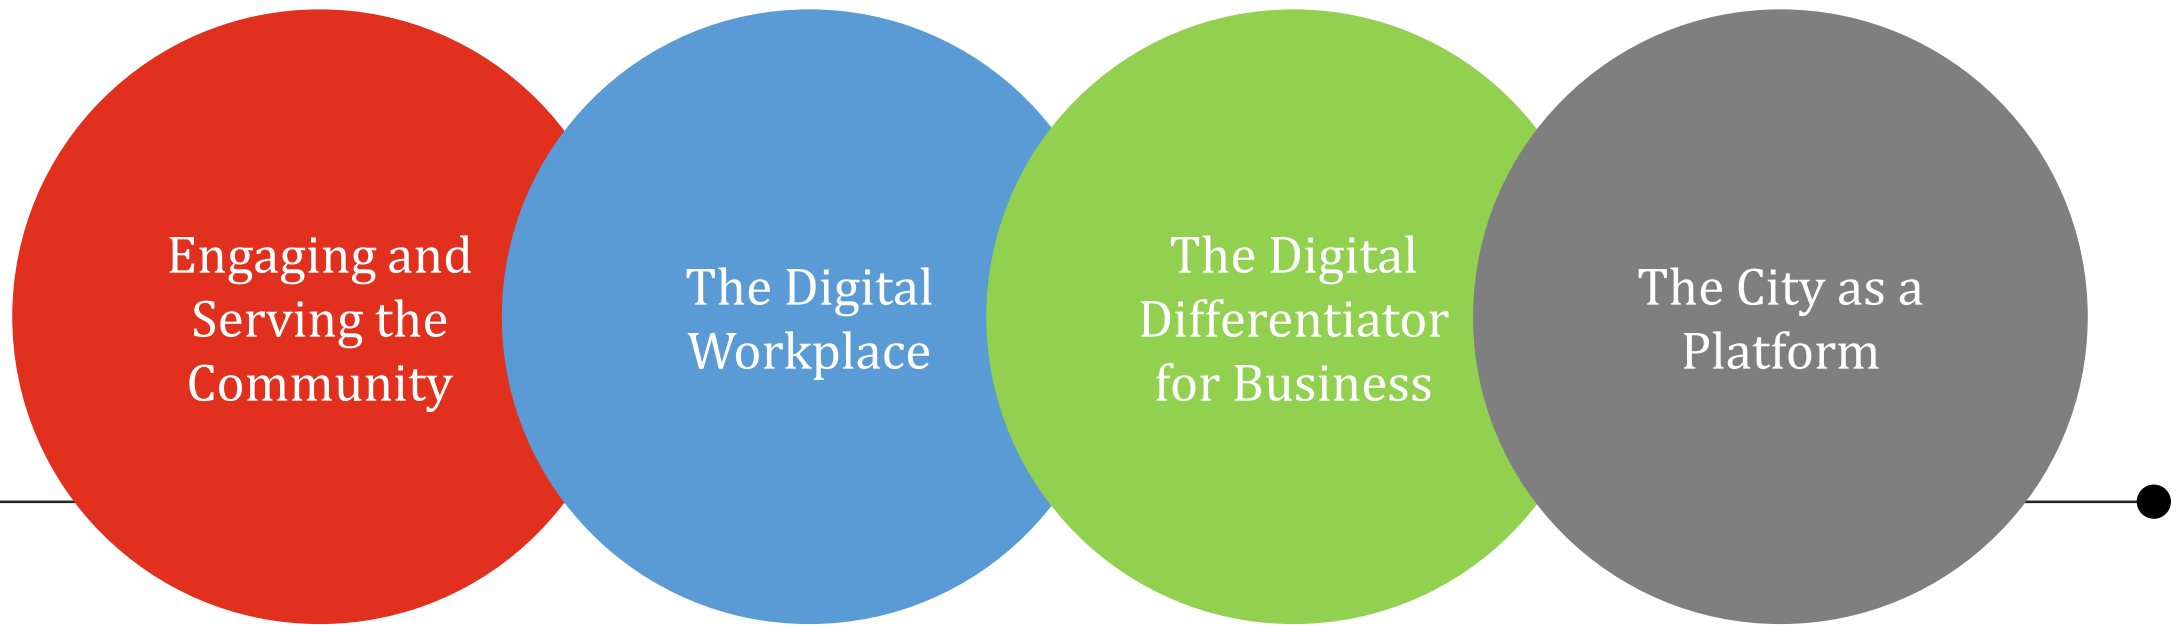 Engaging and
Serving the
Community
The Digital
Workplace
The Digital
Differentiator
for Business
The City as a
Platform